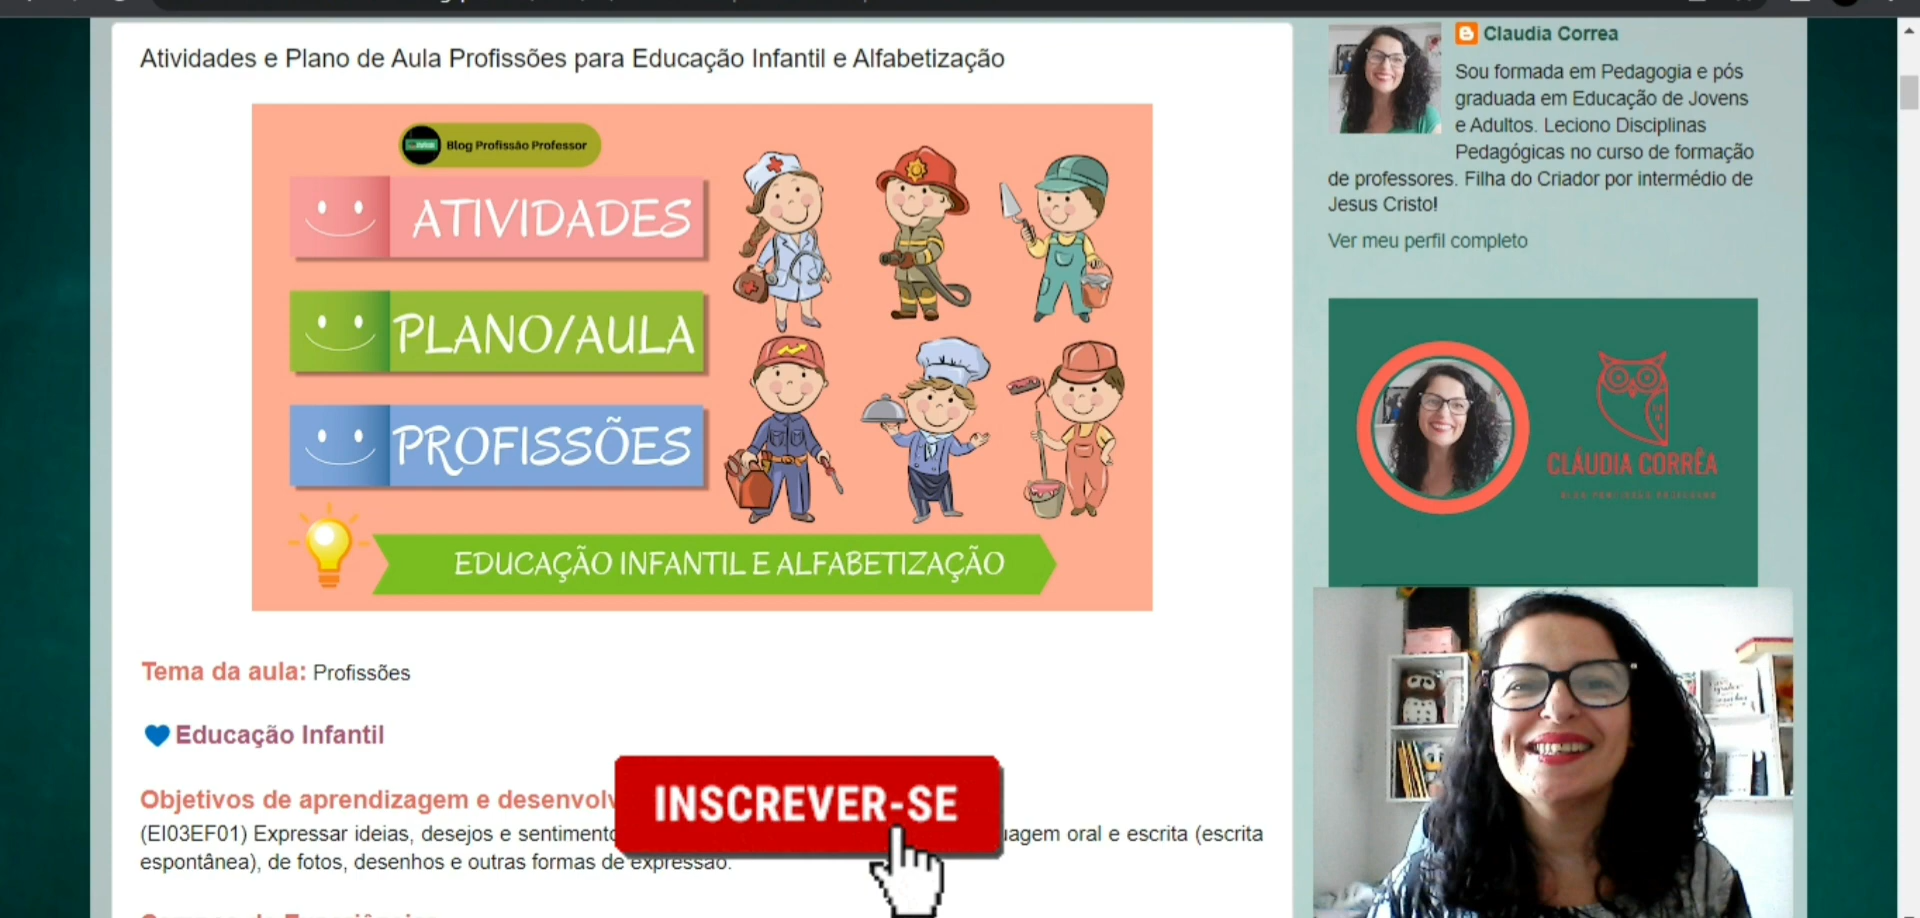 Atividades e Plano de Aula Profissões para Educação Infantil e Alfabetização
Blog Profissão Professor
ATIVIDADES
PLANO/AULA
PROFISSÕES
EDUCAÇÃO INFANTIL E ALFABETIZAÇÃO
Tema da aula: Profissões
Educação Infantil
Objetivos de aprendizagem e
(EI03EF01) Expressar ideias, desejos e
oral e escrita (escrita
espontânea), de fotos, desenhos e outras formas de expressão.
INSCREVER-SE
Claudia Correa
Sou formada em Pedagogia e pós
graduada em Educação de Jovens
e Adultos. Leciono Disciplinas
Pedagógicas no curso de formação
de professores. Filha do Criador por intermédio de
Jesus Cristo!
Ver meu perfil completo
CLÁUDIA CORRÊA